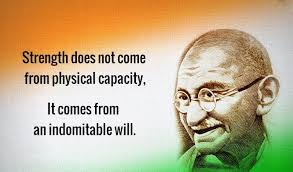 Strength does not come
from physical capacity,
It comes from
an indomitable will.